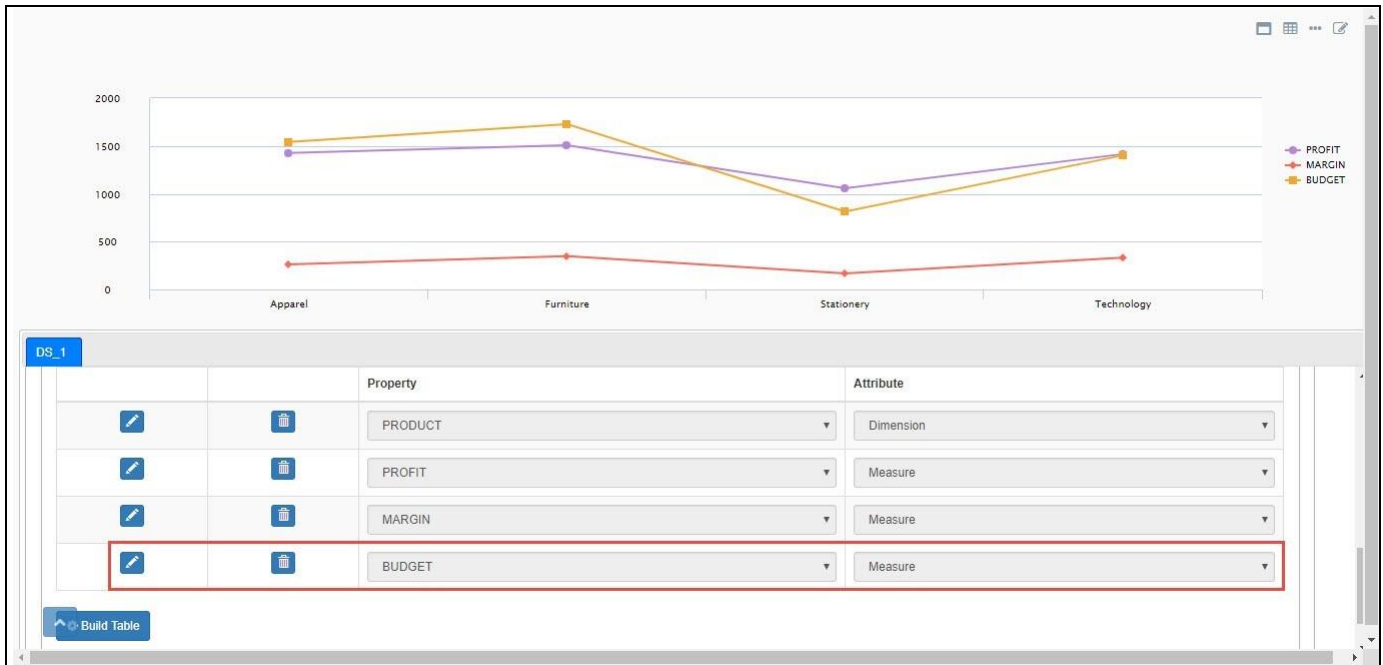 2000
1500
1000
500
0
Apparel
Furniture
Stationery
Technology
PROFIT
MARGIN
BUDGET
DS_1
Property Attribute
PRODUCT Dimension
PROFIT Measure
MARGIN Measure
BUDGET Measure
Build Table